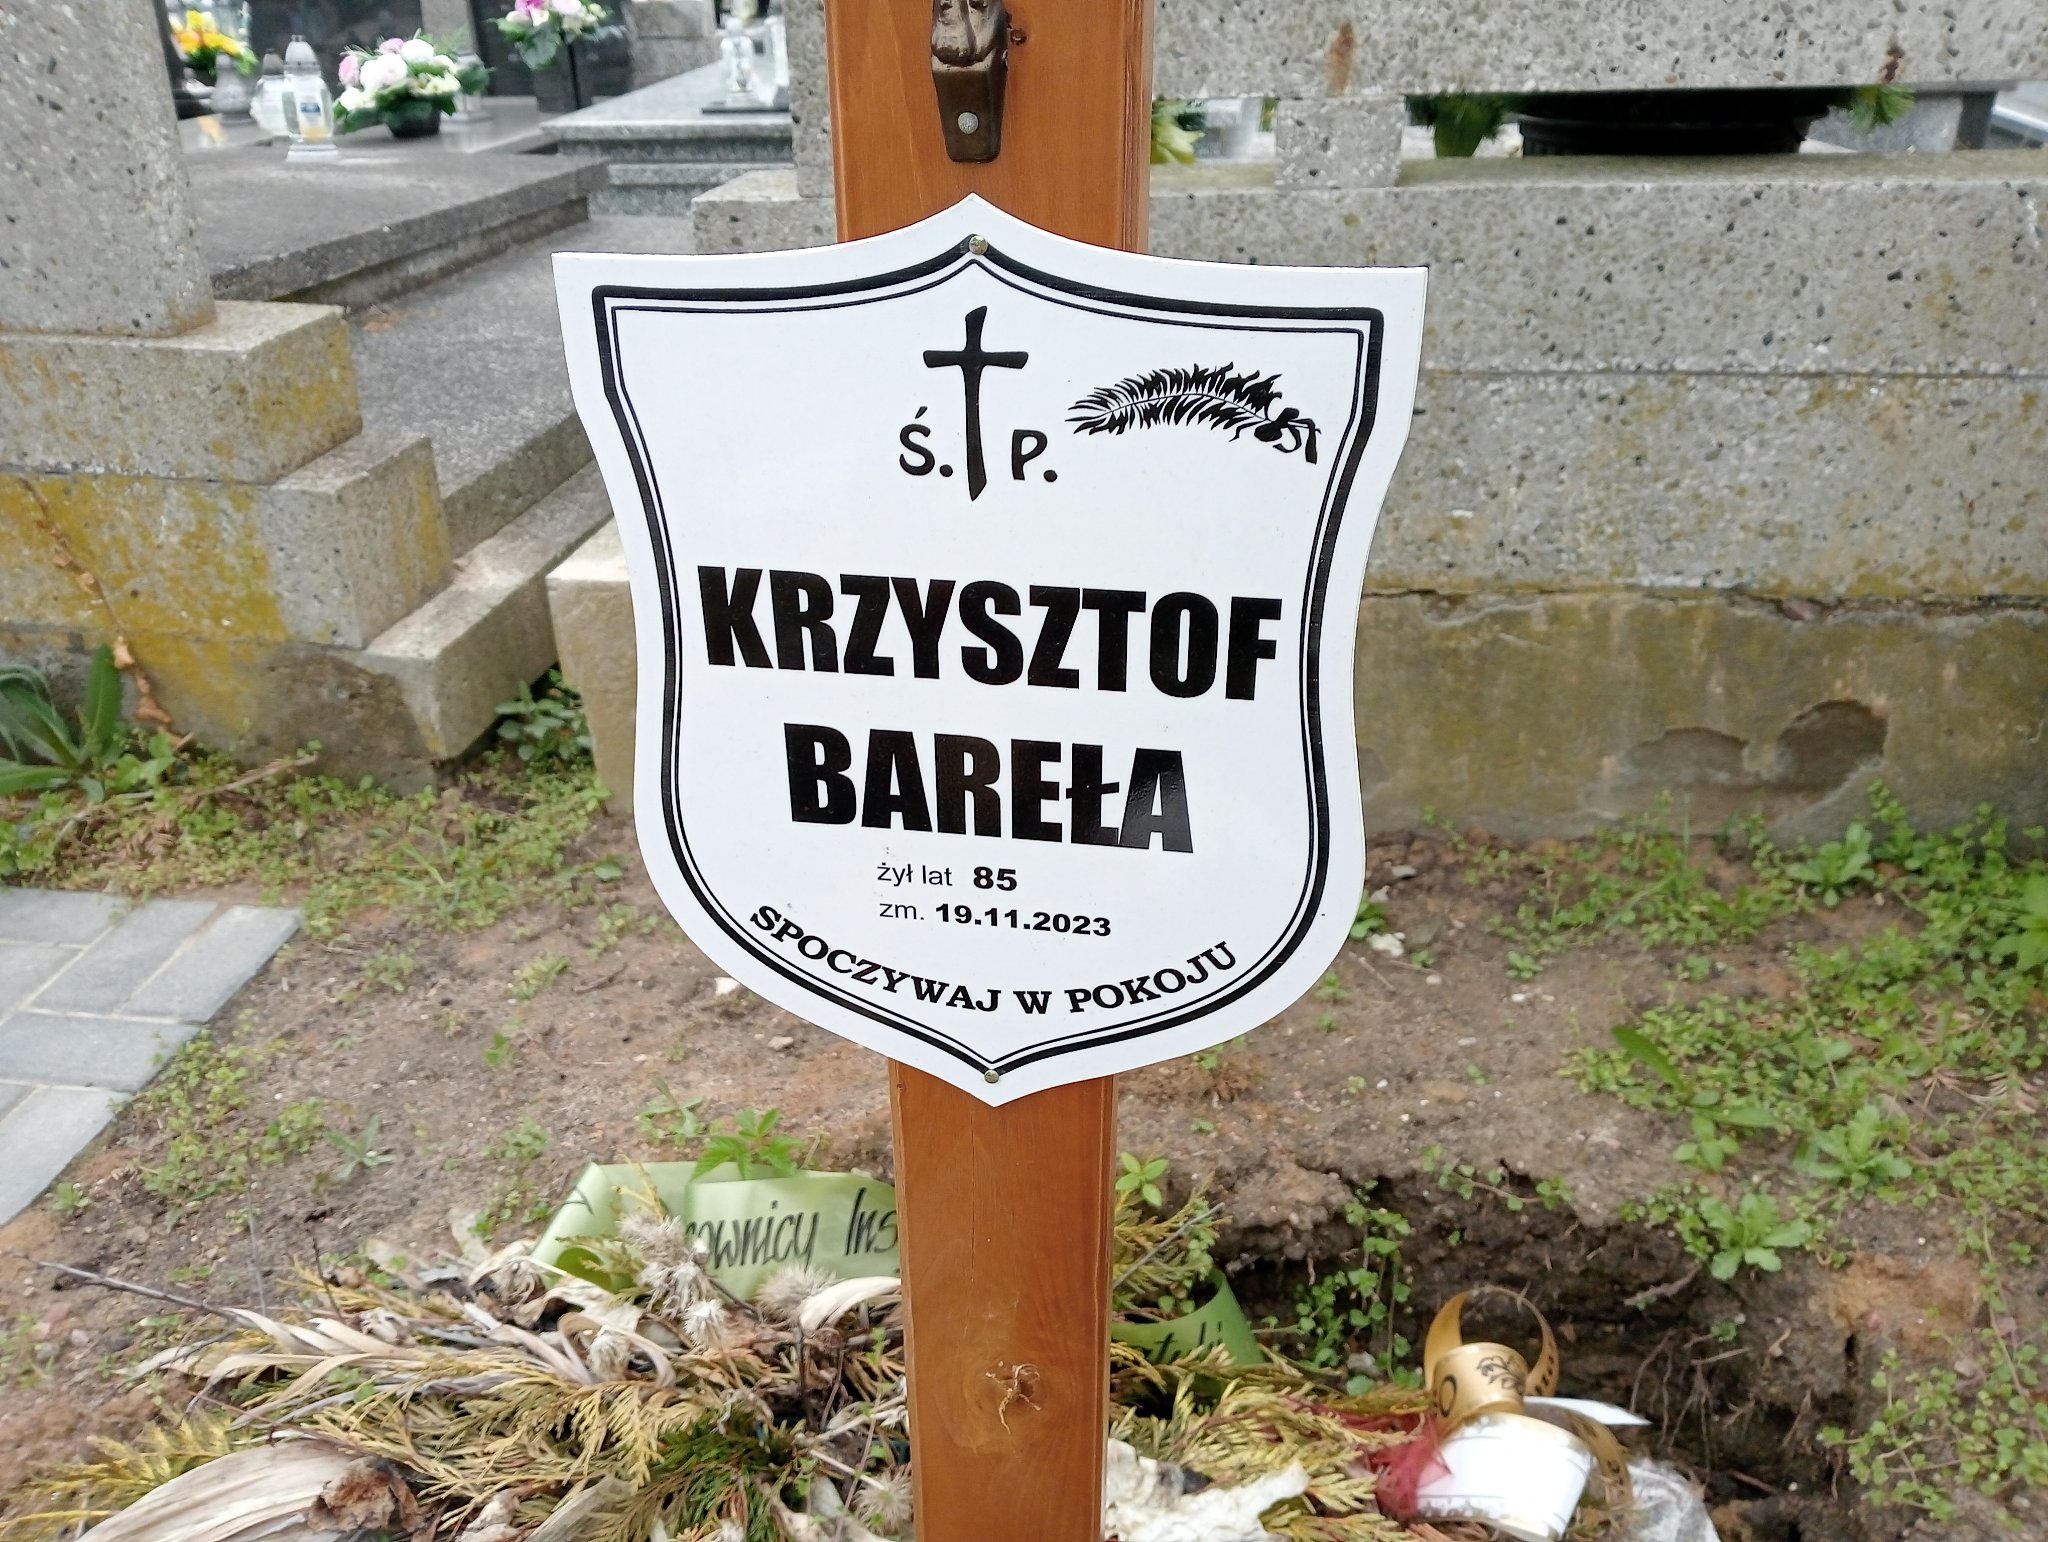 Ś. P.
KRZYSZTOF
BAREŁA
żył lat 85
zm. 19.11.2023
SPOCZYWAJ W POKOJU